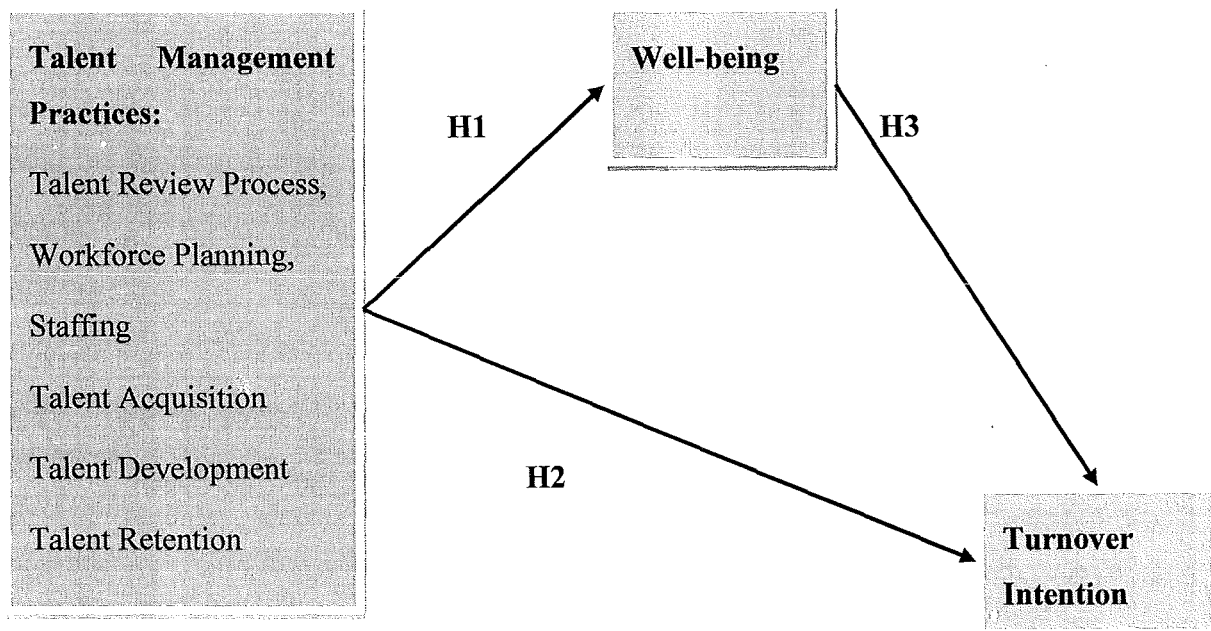 Talent Management
Practices:
Talent Review Process,
Workforce Planning,
Staffing
Talent Acquisition
Talent Development
Talent Retention
Well-being
H1
H3
H2
Turnover
Intention